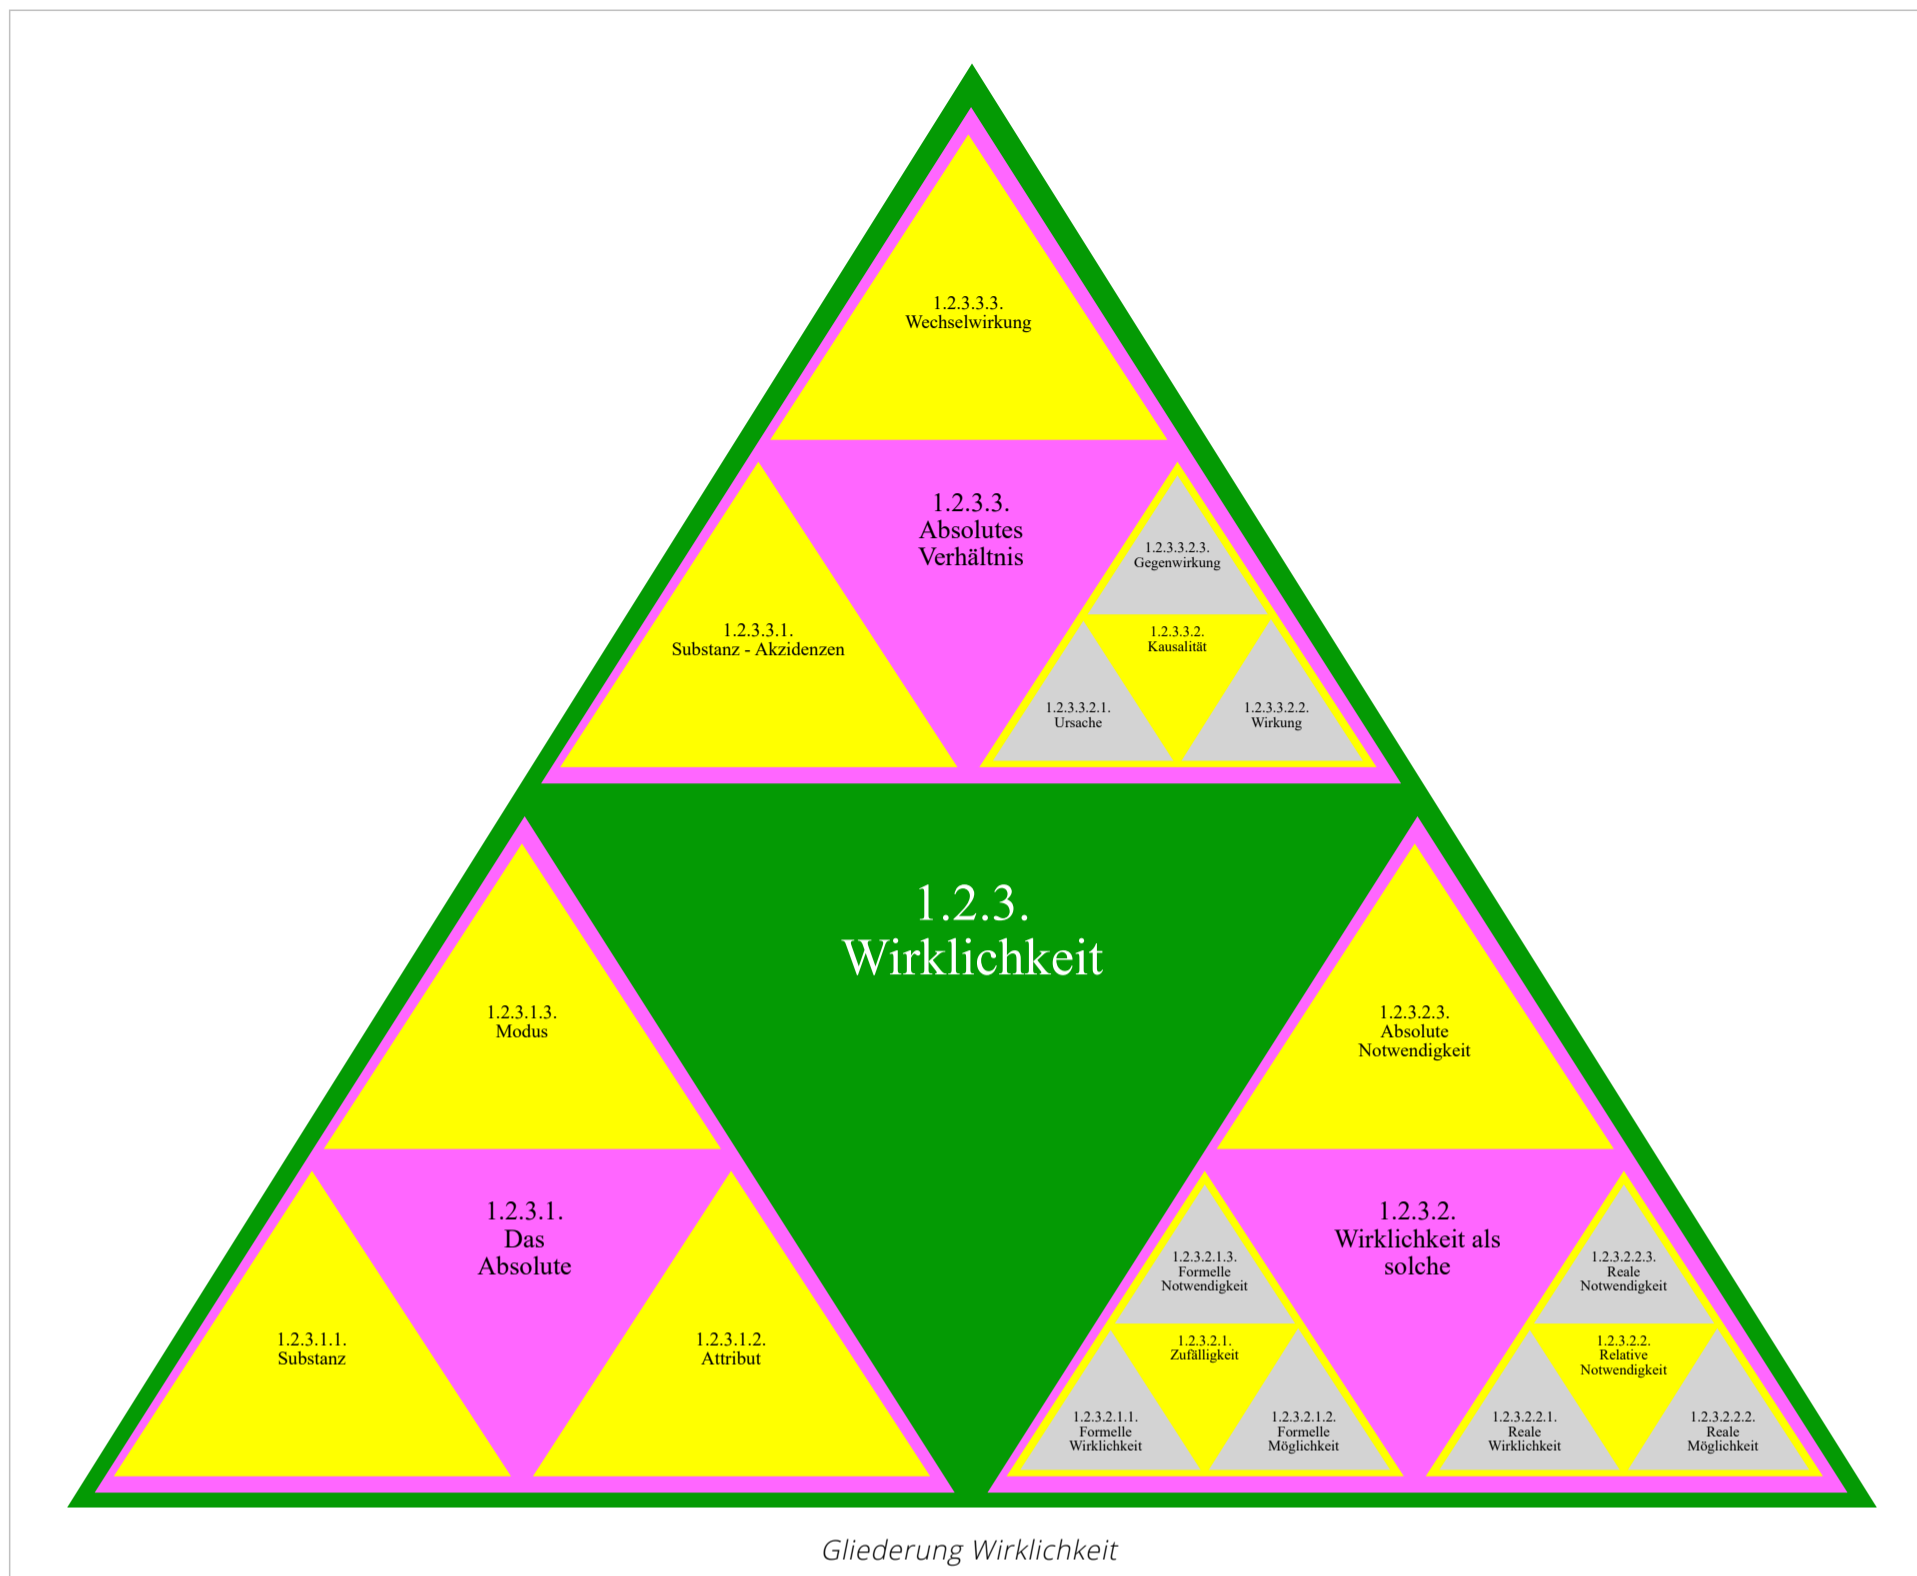 1.2.3.3.3.
Wechselwirkung
1.2.3.3.
Absolutes
Verhältnis
1.2.3.3.1.
Substanz - Akzidenzen
1.2.3.3.2.3.
Gegenwirkung
1.2.3.3.2.
Kausalität
1.2.3.3.2.1.
Ursache
1.2.3.3.2.2.
Wirkung
1.2.3.
Wirklichkeit
1.2.3.1.3.
Modus
1.2.3.1.
Das
Absolute
1.2.3.1.1.
Substanz
1.2.3.1.2.
Attribut
1.2.3.2.3.
Absolute
Notwendigkeit
1.2.3.2.
Wirklichkeit als
solche
1.2.3.2.1.3.
Formelle
Notwendigkeit
1.2.3.2.1.
Zufälligkeit
1.2.3.2.1.1.
Formelle
Wirklichkeit
1.2.3.2.1.2.
Formelle
Möglichkeit
1.2.3.2.2.3.
Reale
Notwendigkeit
1.2.3.2.2.
Relative
Notwendigkeit
1.2.3.2.2.1.
Reale
Wirklichkeit
1.2.3.2.2.2.
Reale
Möglichkeit
Gliederung Wirklichkeit